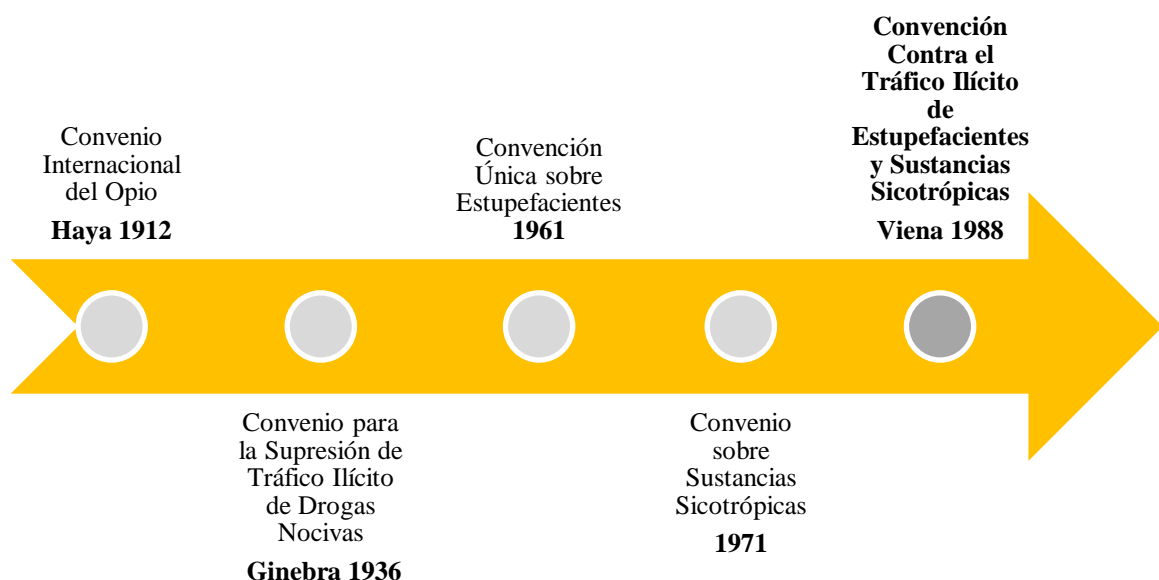 Convenio
Internacional
del Opio
Haya 1912
Convenio para
la Supresión de
Tráfico Ilícito
de Drogas
Nocivas
Ginebra 1936
Convención
Única sobre
Estupefacientes
1961
Convenio
sobre
Sustancias
Sicotrópicas
1971
Convención
Contra el
Tráfico Ilícito
de
Estupefacientes
y Sustancias
Sicotrópicas
Viena 1988